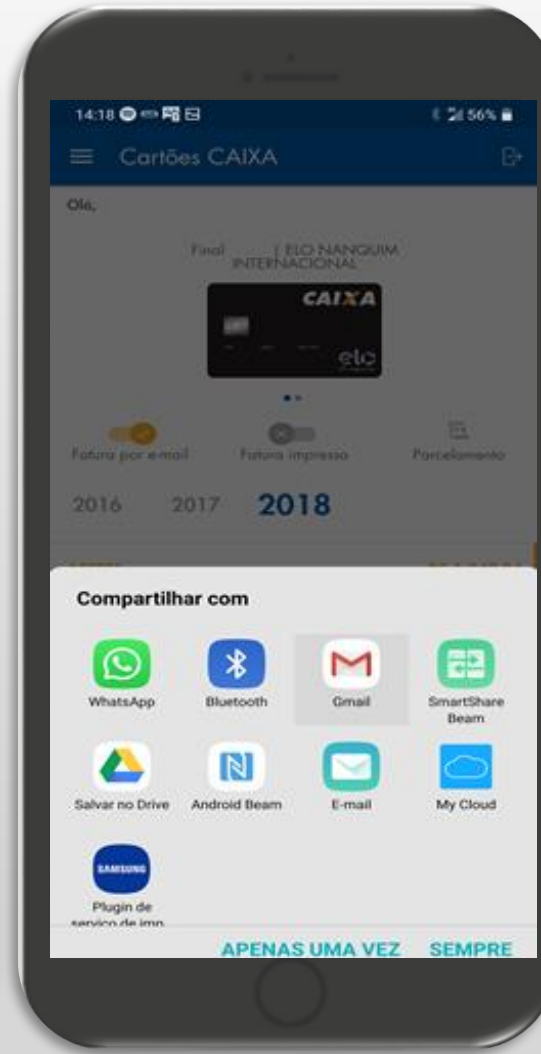 14:18
56%
Cartões CAIXA
Olá,
Final | ELO NANQUIM
INTERNACIONAL
CAIXA
elo
Fatura por e-mail
Fatura impressa
Parcelamento
2016 2017 2018
Compartilhar com
WhatsApp
Bluetooth
Gmail
SmartShare
Beam
Salvar no Drive
Android Beam
E-mail
My Cloud
SAMSUNG
Plugin de
serviço de imp
APENAS UMA VEZ SEMPRE